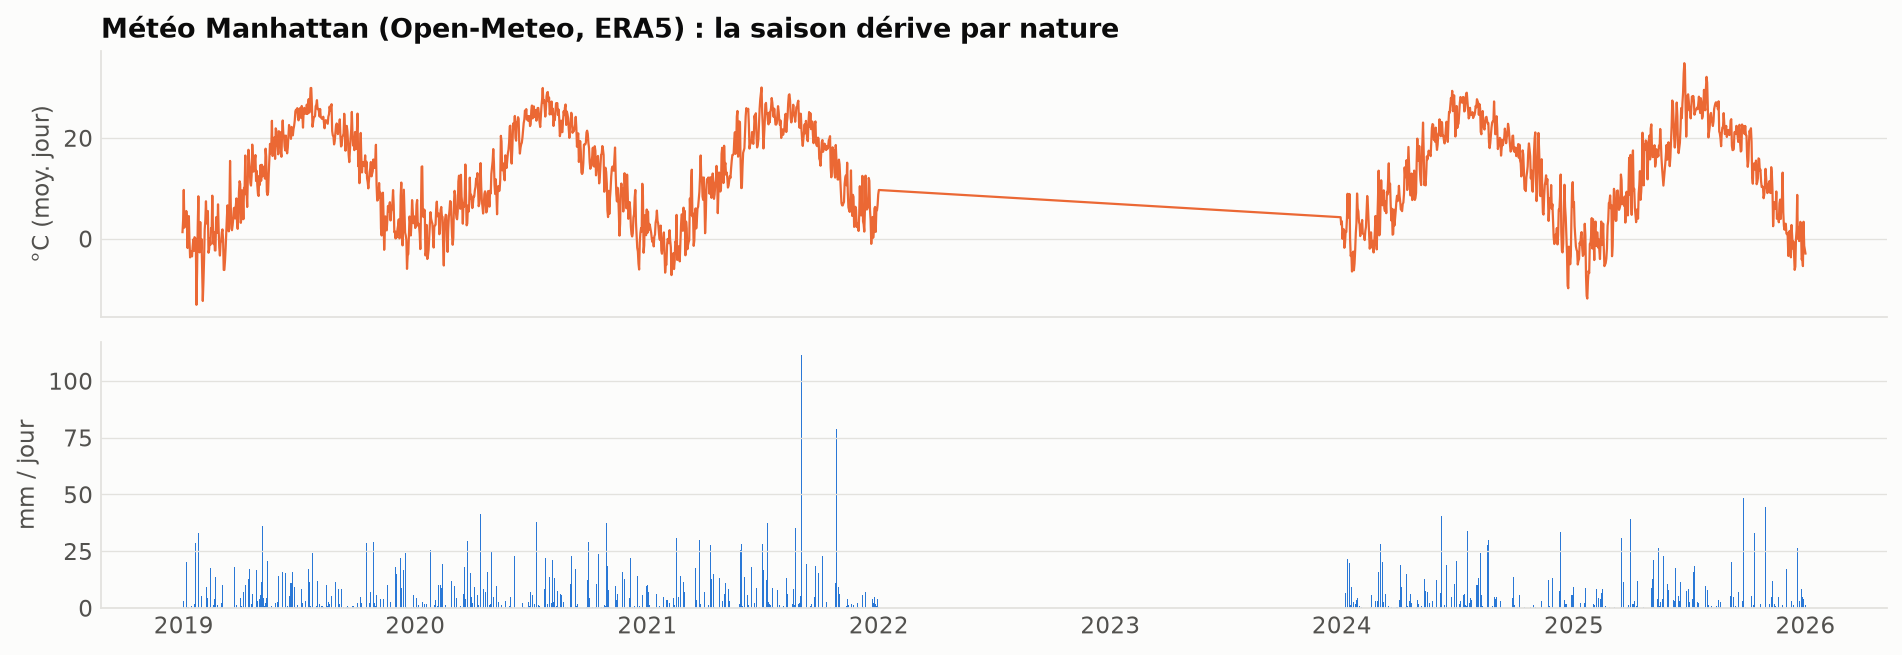 Météo Manhattan (Open-Meteo, ERA5) : la saison dérive par nature
°C (moy. jour)
20
0
mm / jour
100
75
50
25
0
2019 2020 2021 2022 2023 2024 2025 2026